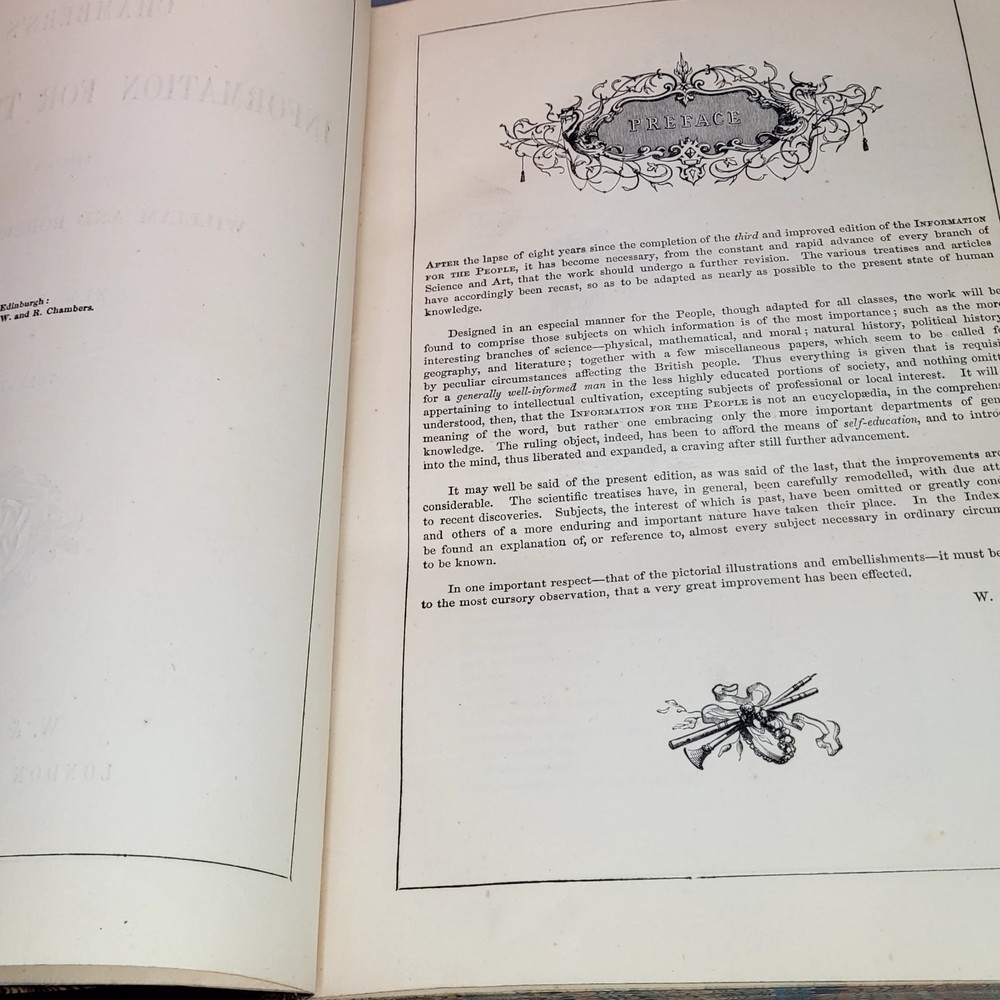 Edinburgh:
W. and R. Chambers.
PREFACE
AFTER the lapse of eight years since the completion of the third and improved edition of the INFORMATION
FOR THE PEOPLE, it has become necessary, from the constant and rapid advance of every branch of
Science and Art, that the work should undergo a further revision. The various treatises and articles
have accordingly been recast, so as to be adapted as nearly as possible to the present state of human
knowledge.
Designed in an especial manner for the People, though adapted for all classes, the work will be
found to comprise those subjects on which information is of the most importance; such as the more
interesting branches of science—physical, mathematical, and moral; natural history, political history,
geography, and literature; together with a few miscellaneous papers, which seem to be called fo
by peculiar circumstances affecting the British people. Thus everything is given that is requisi
for a generally well-informed man in the less highly educated portions of society, and nothing omitt
appertaining to intellectual cultivation, excepting subjects of professional or local interest. It will
understood, then, that the INFORMATION FOR THE PEOPLE is not an encyclopædia, in the comprehens
meaning of the word, but rather one embracing only the more important departments of gen
knowledge. The ruling object, indeed, has been to afford the means of self-education, and to intro
into the mind, thus liberated and expanded, a craving after still further advancement.
It may well be said of the present edition, as was said of the last, that the improvements are
considerable. The scientific treatises have, in general, been carefully remodelled, with due att
to recent discoveries. Subjects, the interest of which is past, have been omitted or greatly cond
and others of a more enduring and important nature have taken their place. In the Index
be found an explanation of, or reference to, almost every subject necessary in ordinary circum
to be known.
In one important respect—that of the pictorial illustrations and embellishments—it must be
to the most cursory observation, that a very great improvement has been effected.
W.